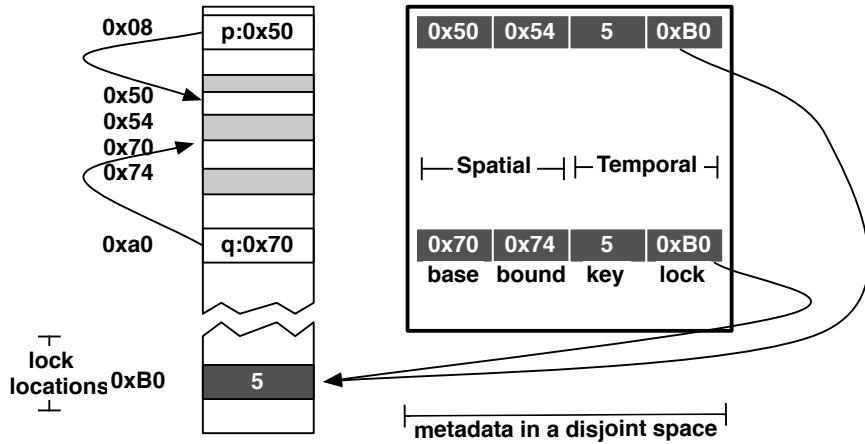 0x08 p:0x50 0x50 0x54 5 0xB0
0x50
0x54
0x70
0x74
Spatial Temporal
0xa0 q:0x70 0x70 0x74 5 0xB0
base bound key lock
lock
locations 0xB0 5
metadata in a disjoint space